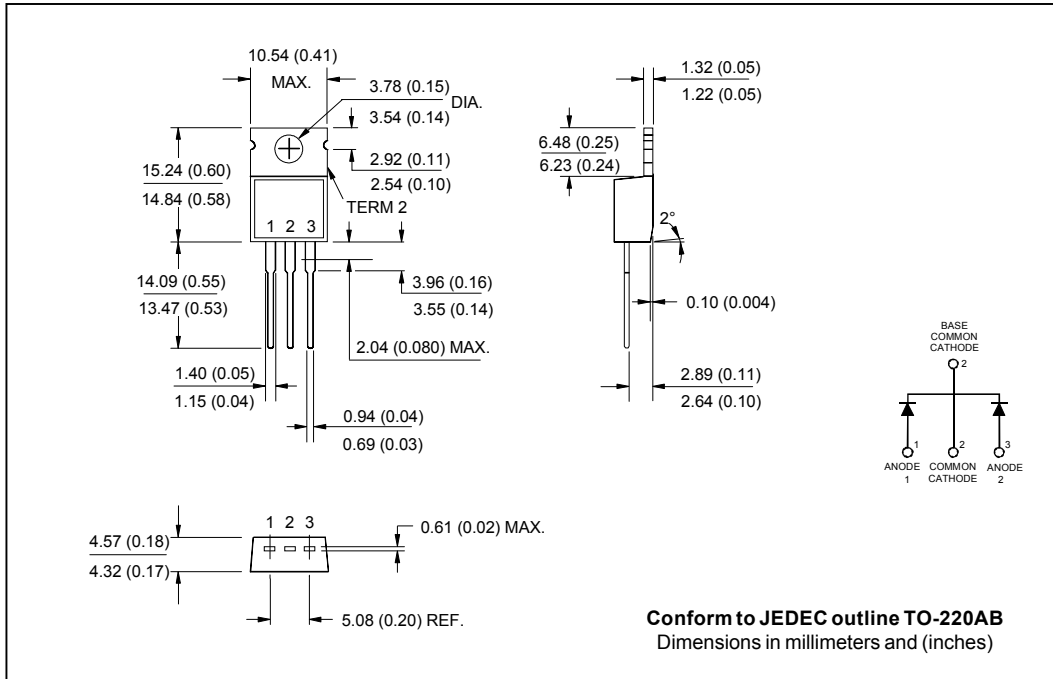 10.54 (0.41)
MAX.
3.78 (0.15)
3.54 (0.14)
DIA.
2.92 (0.11)
2.54 (0.10)
TERM 2
15.24 (0.60)
14.84 (0.58)
1 2 3
14.09 (0.55)
13.47 (0.53)
3.96 (0.16)
3.55 (0.14)
2.04 (0.080) MAX.
1.40 (0.05)
1.15 (0.04)
0.94 (0.04)
0.69 (0.03)
1.32 (0.05)
1.22 (0.05)
6.48 (0.25)
6.23 (0.24)
2°
0.10 (0.004)
2.89 (0.11)
2.64 (0.10)
BASE
COMMON
CATHODE
2
1 2 3
ANODE COMMON ANODE
1 CATHODE 2
1 2 3
4.57 (0.18)
4.32 (0.17)
0.61 (0.02) MAX.
5.08 (0.20) REF.
Conform to JEDEC outline TO-220AB
Dimensions in millimeters and (inches)